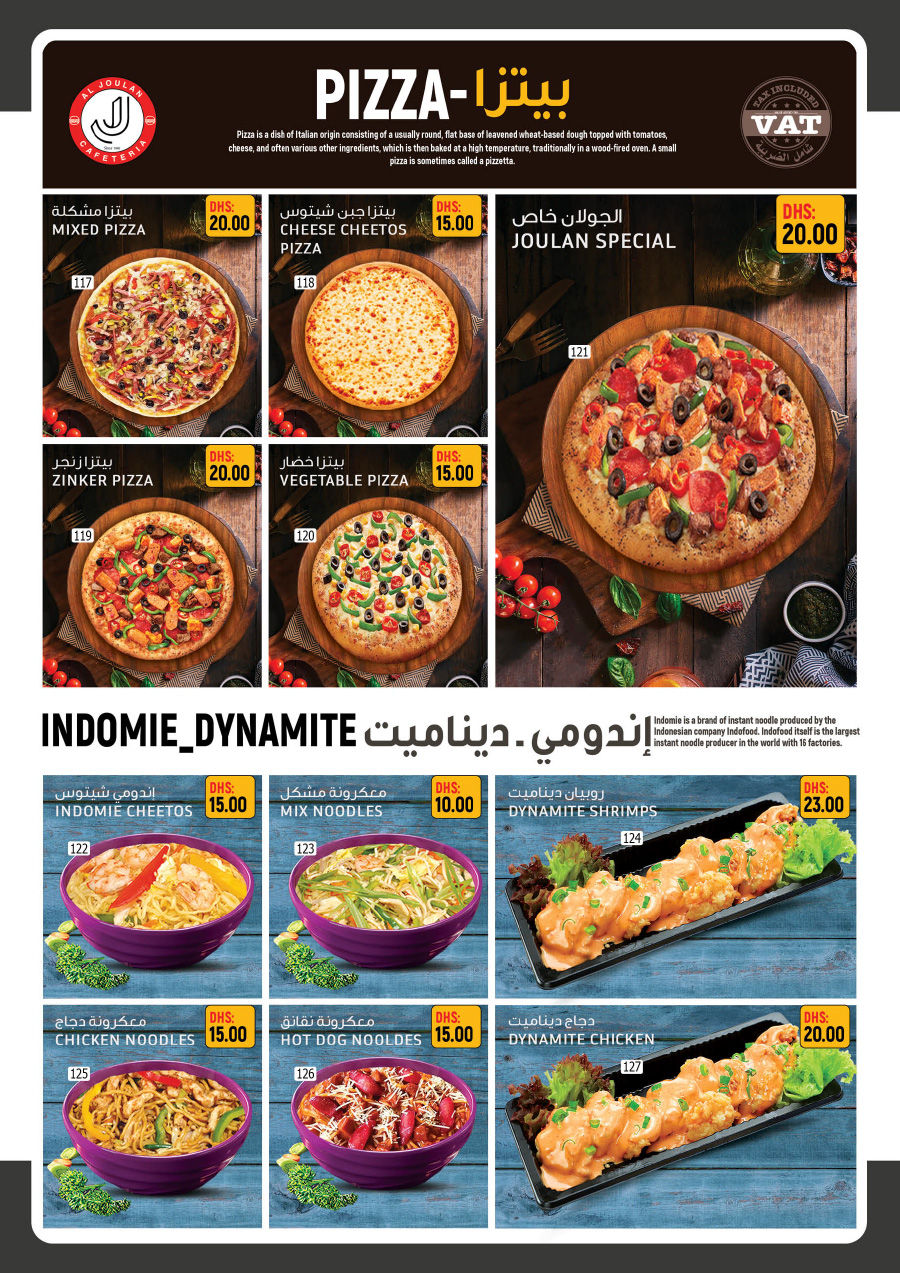 AL JOULAN
CAFETERIA
PIZZA-بيتزا
Pizza is a dish of Italian origin consisting of a usually round, flat base of leavened wheat-based dough topped with tomatoes,
cheese, and often various other ingredients, which is then baked at a high temperature, traditionally in a wood-fired oven. A small
pizza is sometimes called a pizzetta.
TAX INCLUDED
VAT
شامل الضريبة
بيتزا مشكلة
MIXED PIZZA
DHS:
20.00
117
بيتزا جبن شيتوس
CHEESE CHEETOS
PIZZA
DHS:
15.00
118
الجولان خاص
JOULAN SPECIAL
DHS:
20.00
121
بيتزا زنجر
ZINKER PIZZA
DHS:
20.00
119
بيتزا خضار
VEGETABLE PIZZA
DHS:
15.00
120
INDOMIE_DYNAMITE إندومي - ديناميت
Indomie is a brand of instant noodle produced by the
Indonesian company Indofood. Indofood itself is the largest
instant noodle producer in the world with 16 factories.
اندومي شيتوس
INDOMIE CHEETOS
DHS:
15.00
122
معكرونة مشكل
MIX NOODLES
DHS:
10.00
123
روبيان ديناميت
DYNAMITE SHRIMPS
DHS:
23.00
124
معكرونة دجاج
CHICKEN NOODLES
DHS:
15.00
125
معكرونة نقانق
HOT DOG NOOLDES
DHS:
15.00
126
دجاج ديناميت
DYNAMITE CHICKEN
DHS:
20.00
127